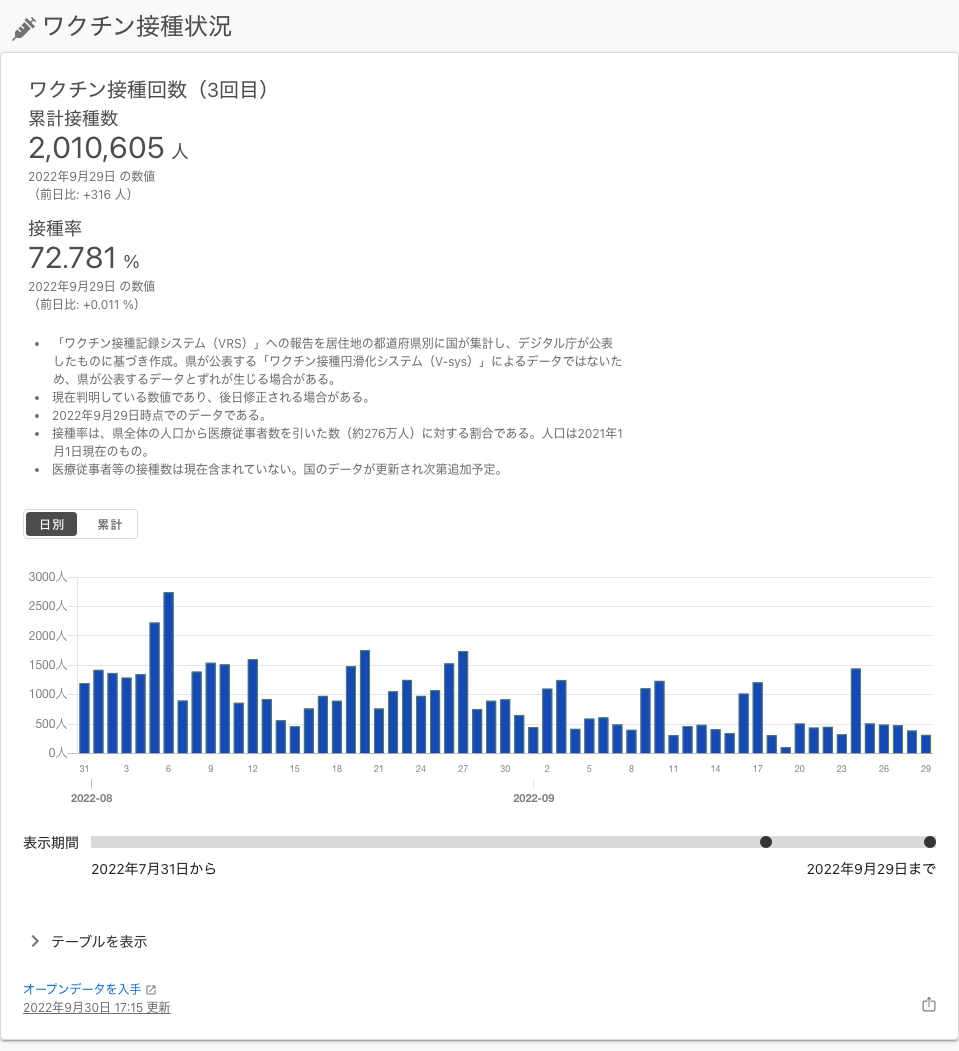 ワクチン接種状況
ワクチン接種回数（3回目）
累計接種数
2,010,605 人
2022年9月29日 の数値
（前日比: +316 人）
接種率
72.781 %
2022年9月29日 の数値
（前日比: +0.011 %）
• 「ワクチン接種記録システム（VRS）」への報告を居住地の都道府県別に国が集計し、デジタル庁が公表
したものに基づき作成。県が公表する「ワクチン接種円滑化システム（V-sys）」によるデータではないた
め、県が公表するデータとずれが生じる場合がある。
• 現在判明している数値であり、後日修正される場合がある。
• 2022年9月29日時点でのデータである。
• 接種率は、県全体の人口から医療従事者数を引いた数（約276万人）に対する割合である。人口は2021年1
月1日現在のもの。
• 医療従事者等の接種数は現在含まれていない。国のデータが更新され次第追加予定。
日別 累計
3000人
2500人
2000人
1500人
1000人
500人
0人
31 3 6 9 12 15 18 21 24 27 30 2 5 8 11 14 17 20 23 26 29
2022-08 2022-09
表示期間
2022年7月31日から 2022年9月29日まで
テーブルを表示
オープンデータを入手
2022年9月30日 17:15 更新